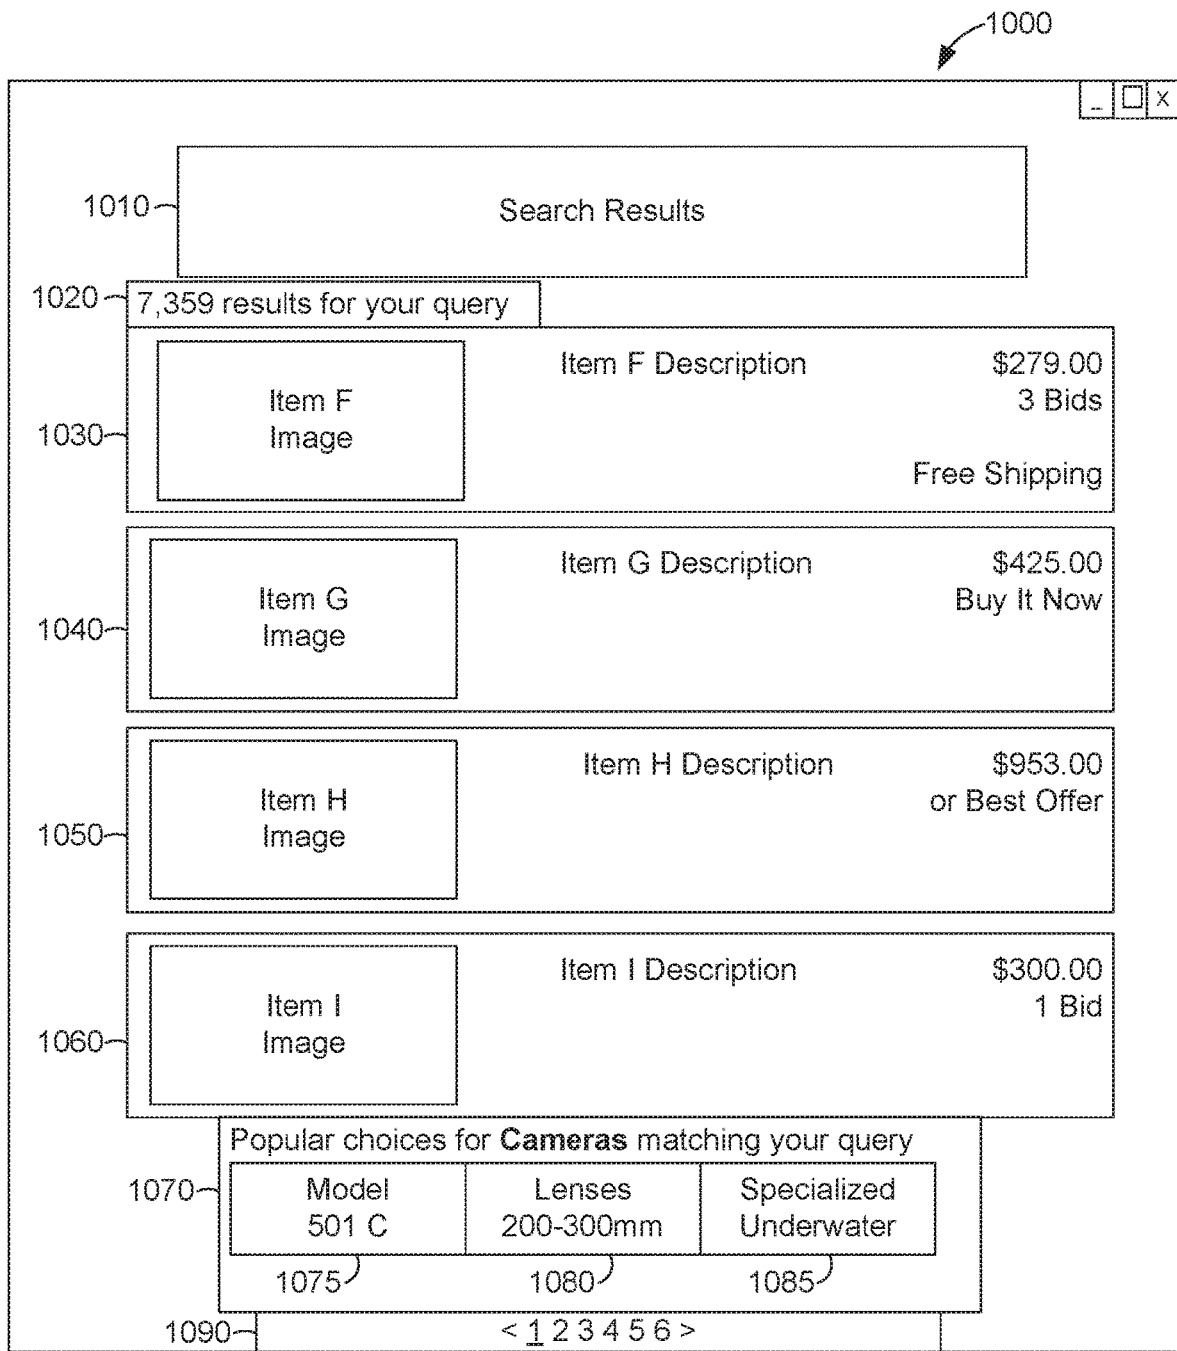 1000
_ □ X
1010 Search Results
1020 7,359 results for your query
Item F Description $279.00
Item F 3 Bids
1030 Image
Free Shipping
Item G Description $425.00
Item G Buy It Now
1040 Image
Item H Description $953.00
Item H or Best Offer
1050 Image
Item I Description $300.00
Item I 1 Bid
1060 Image
Popular choices for Cameras matching your query
1070 Model Lenses Specialized
501 C 200-300mm Underwater
1075 1080 1085
1090 < 1 2 3 4 5 6 >